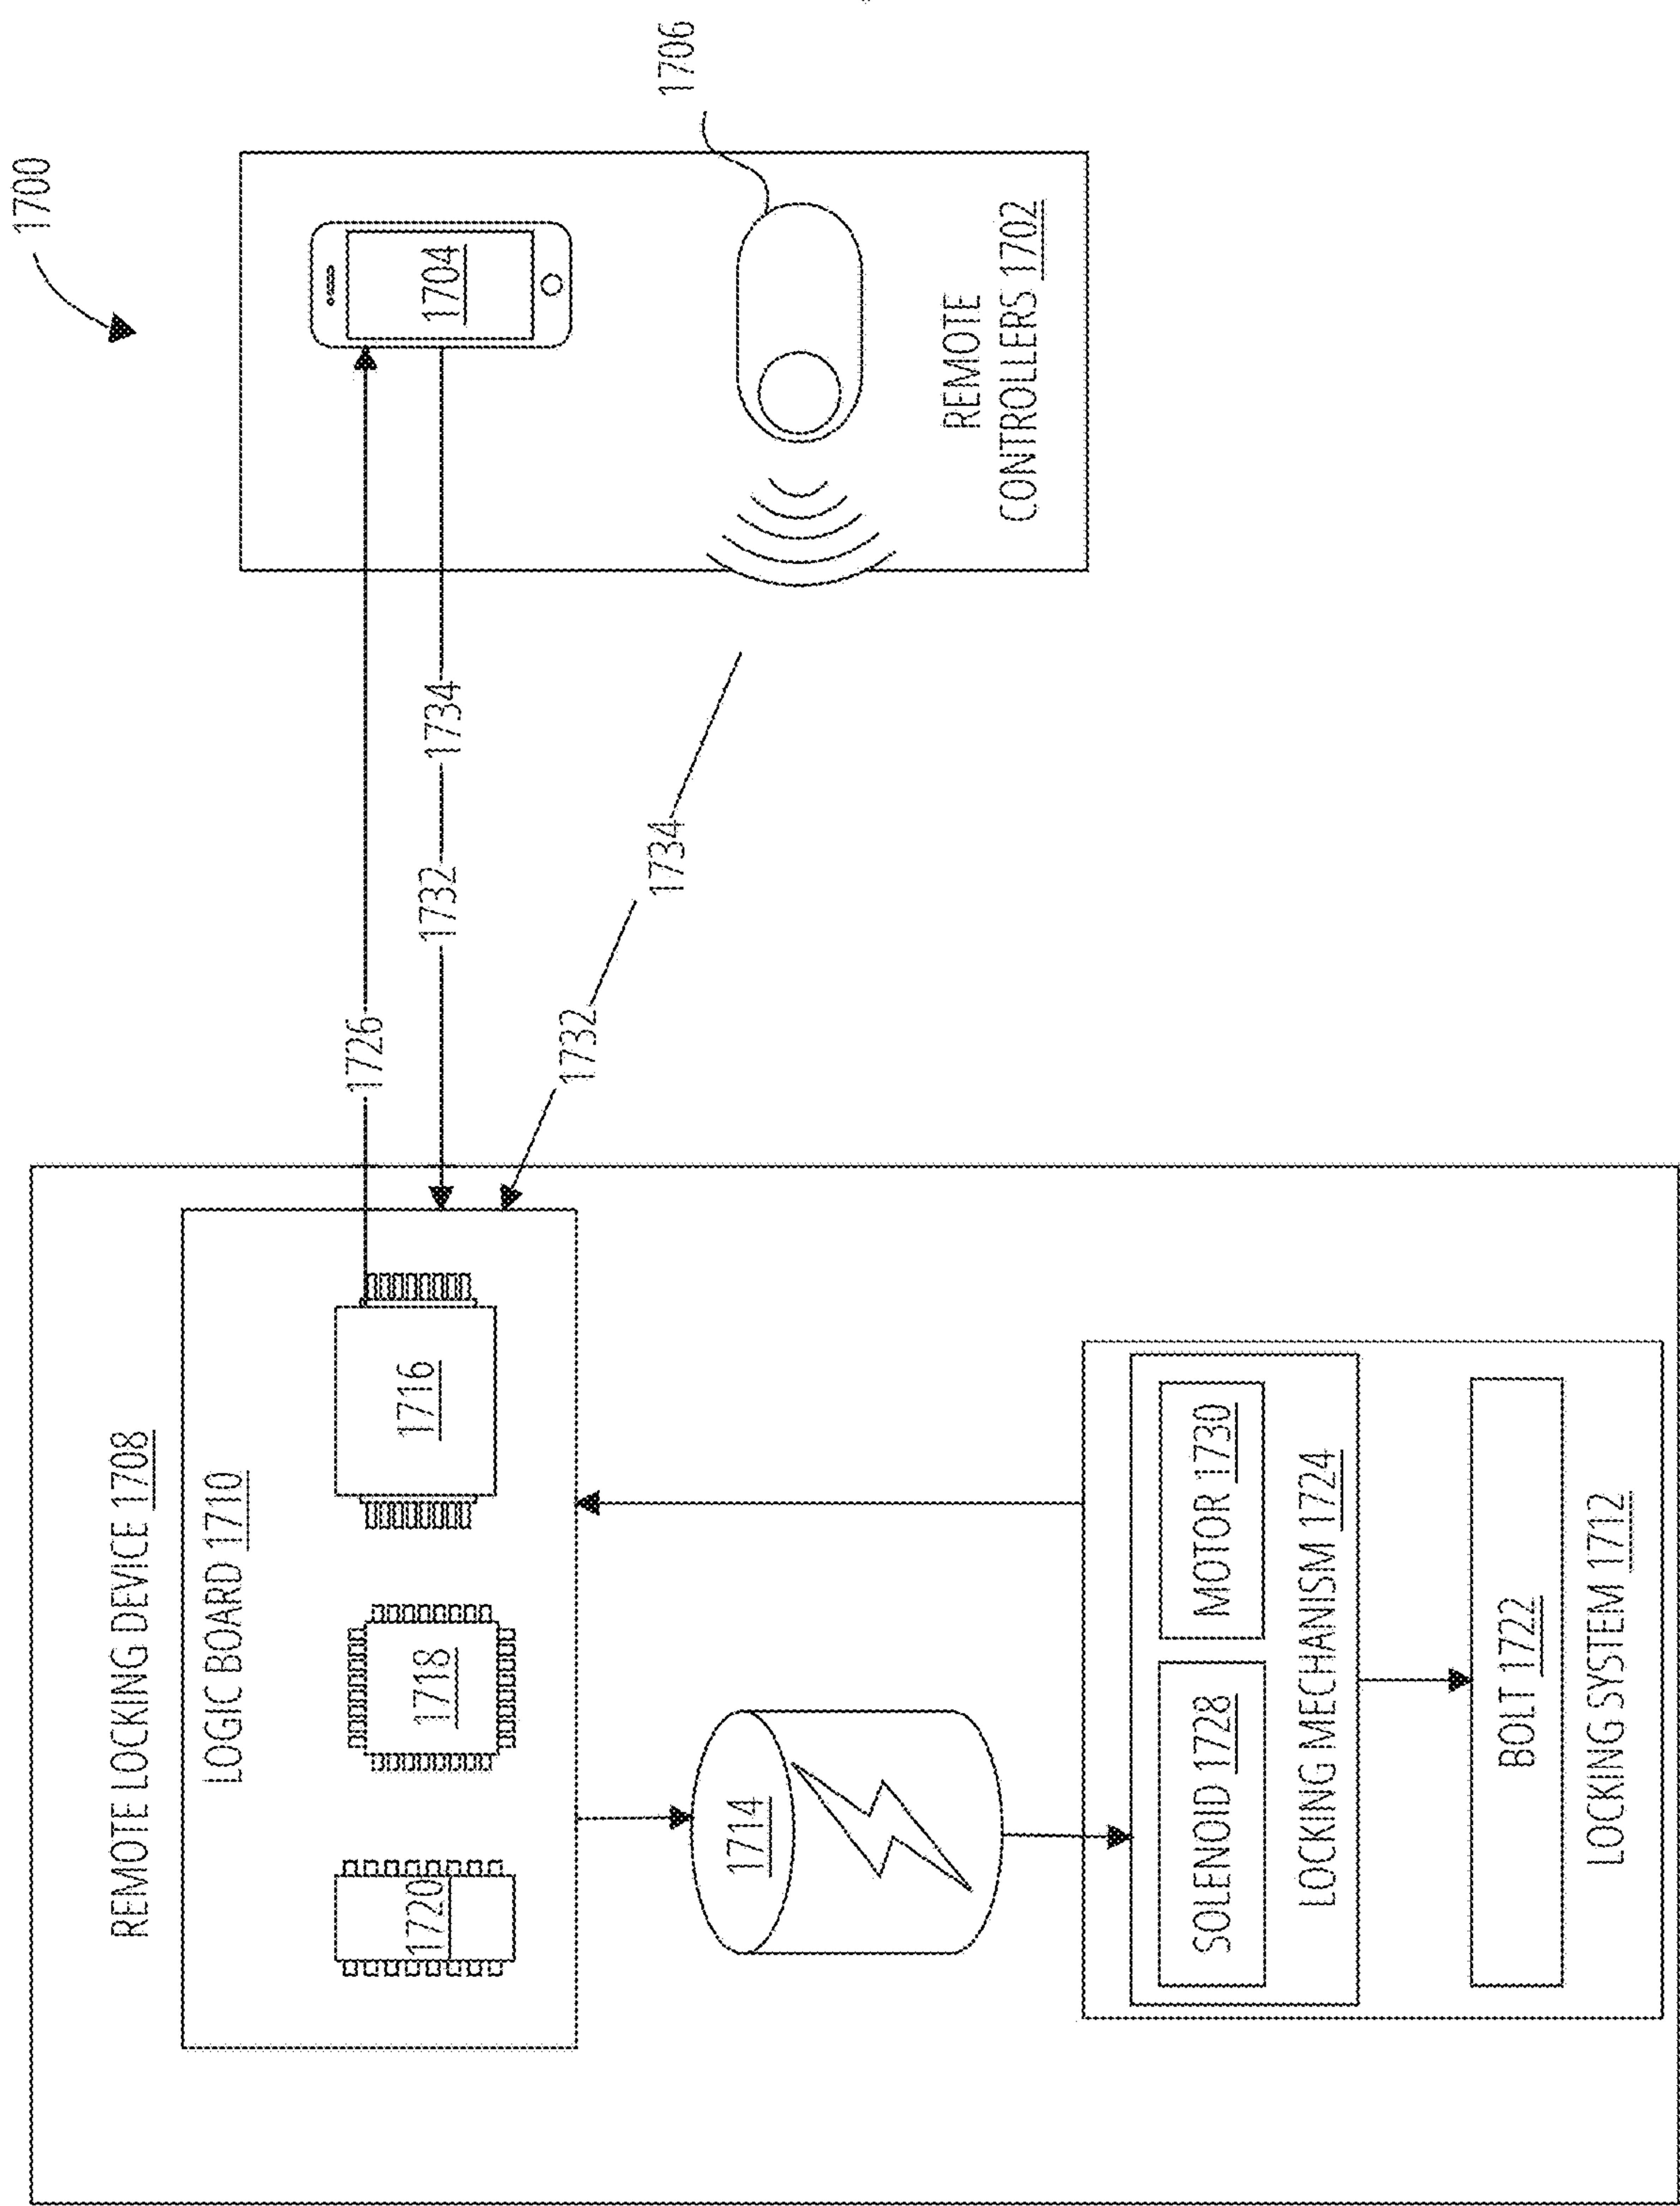 1700
REMOTE LOCKING DEVICE 1708
LOGIC BOARD 1710
1720
1718
1716
1726
1704
1732
1734
1732
1734
1706
1714
REMOTE
CONTROLLERS 1702
SOLENOID 1728
MOTOR 1730
LOCKING MECHANISM 1724
BOLT 1722
LOCKING SYSTEM 1712